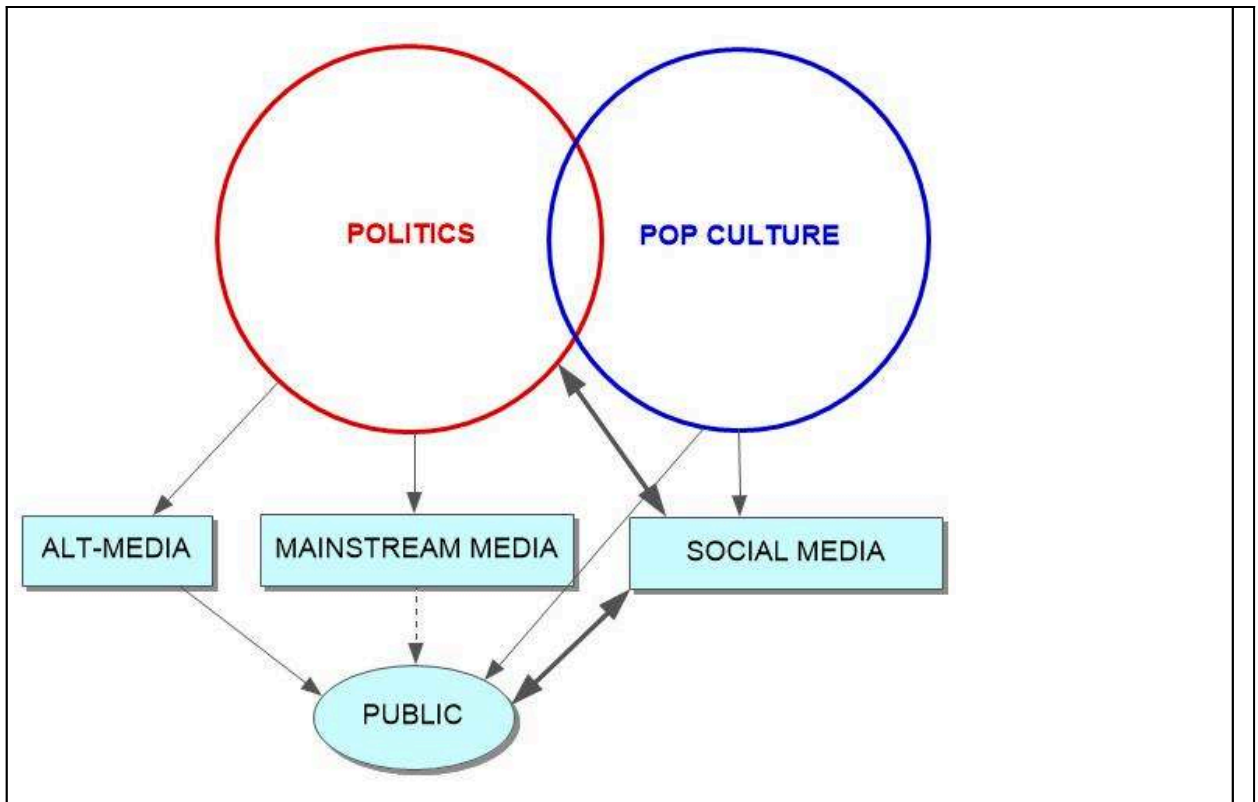 POLITICS
POP CULTURE
ALT-MEDIA
MAINSTREAM MEDIA
SOCIAL MEDIA
PUBLIC